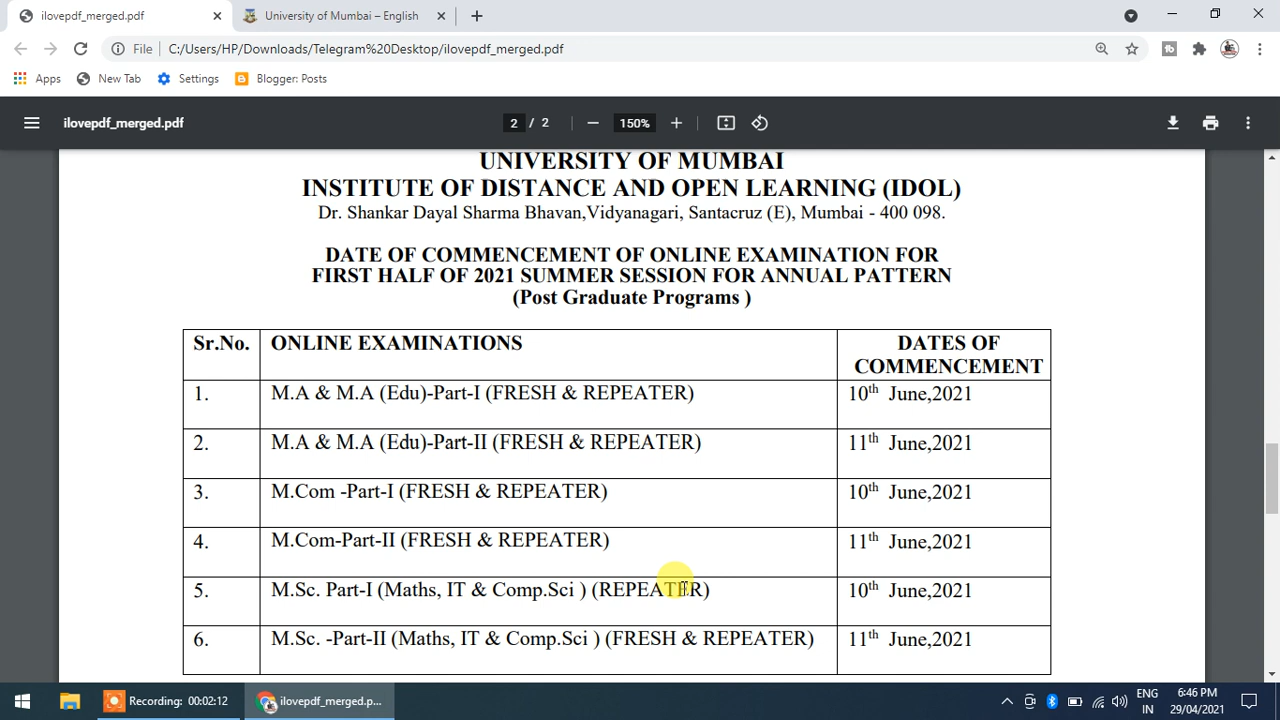 ilovepdf_merged.pdf
University of Mumbai – English
File C:/Users/HP/Downloads/Telegram%20Desktop/ilovepdf_merged.pdf
Apps New Tab Settings Blogger: Posts
ilovepdf_merged.pdf 2 / 2 150%
UNIVERSITY OF MUMBAI
INSTITUTE OF DISTANCE AND OPEN LEARNING (IDOL)
Dr. Shankar Dayal Sharma Bhavan,Vidyanagari, Santacruz (E), Mumbai - 400 098.
DATE OF COMMENCEMENT OF ONLINE EXAMINATION FOR
FIRST HALF OF 2021 SUMMER SESSION FOR ANNUAL PATTERN
(Post Graduate Programs )
Sr.No. ONLINE EXAMINATIONS DATES OF
COMMENCEMENT
1. M.A & M.A (Edu)-Part-I (FRESH & REPEATER) 10th June,2021
2. M.A & M.A (Edu)-Part-II (FRESH & REPEATER) 11th June,2021
3. M.Com -Part-I (FRESH & REPEATER) 10th June,2021
4. M.Com-Part-II (FRESH & REPEATER) 11th June,2021
5. M.Sc. Part-I (Maths, IT & Comp.Sci ) (REPEATER) 10th June,2021
6. M.Sc. -Part-II (Maths, IT & Comp.Sci ) (FRESH & REPEATER) 11th June,2021
Recording: 00:02:12 ilovepdf_merged.p...
ENG 6:46 PM
IN 29/04/2021